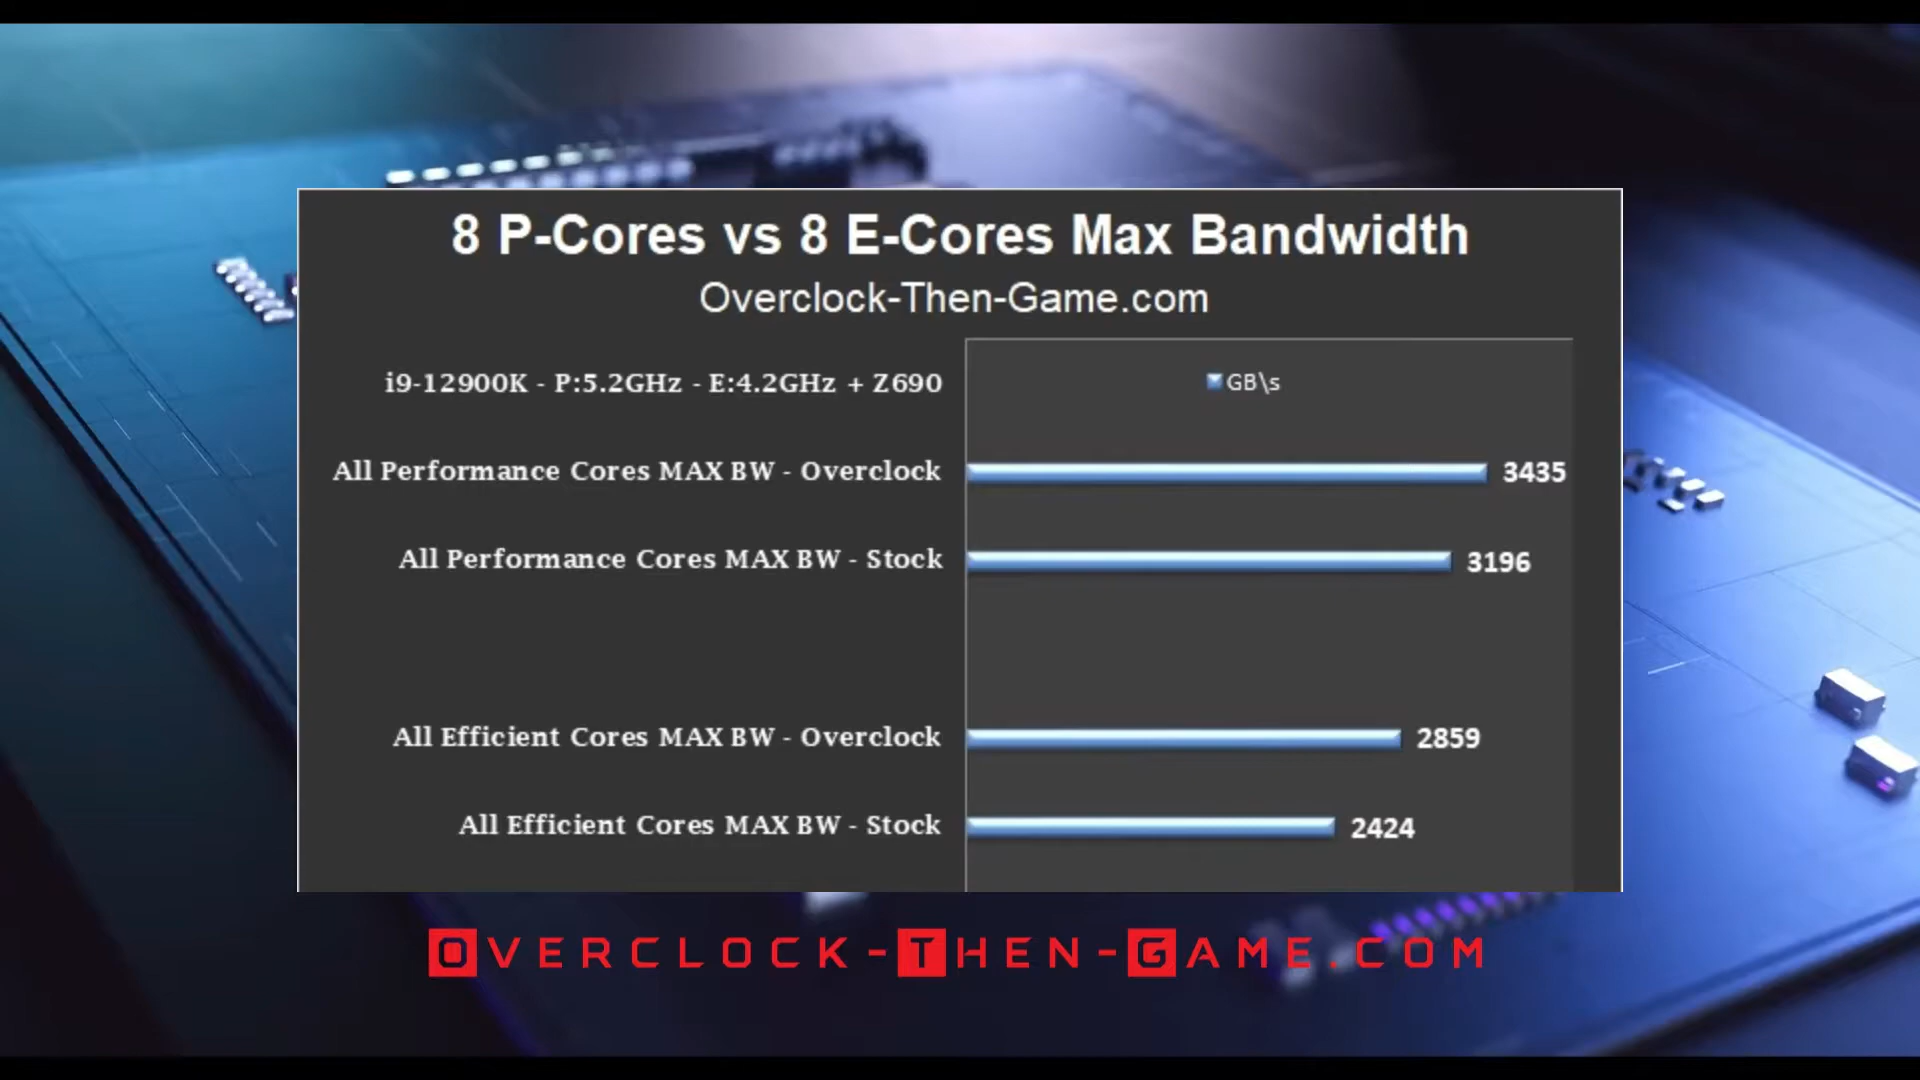 8 P-Cores vs 8 E-Cores Max Bandwidth
Overclock-Then-Game.com
i9-12900K - P:5.2GHz - E:4.2GHz + Z690
GB\s
All Performance Cores MAX BW - Overclock 3435
All Performance Cores MAX BW - Stock 3196
All Efficient Cores MAX BW - Overclock 2859
All Efficient Cores MAX BW - Stock 2424
OVERCLOCK-THEN-GAME.COM